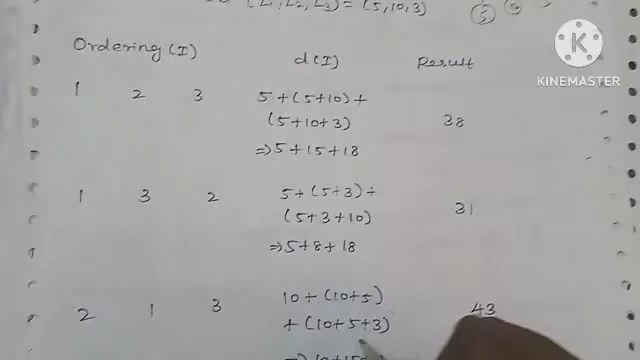 (L1, L2, L3) = (5, 10, 3)
Ordering (I) d(I) Result
1 2 3 5+(5+10)+
(5+10+3) 38
⇒5+15+18
1 3 2 5+(5+3)+
(5+3+10) 31
⇒5+8+18
2 1 3 10+(10+5)
+(10+5+3) 43
K
KINEMASTER